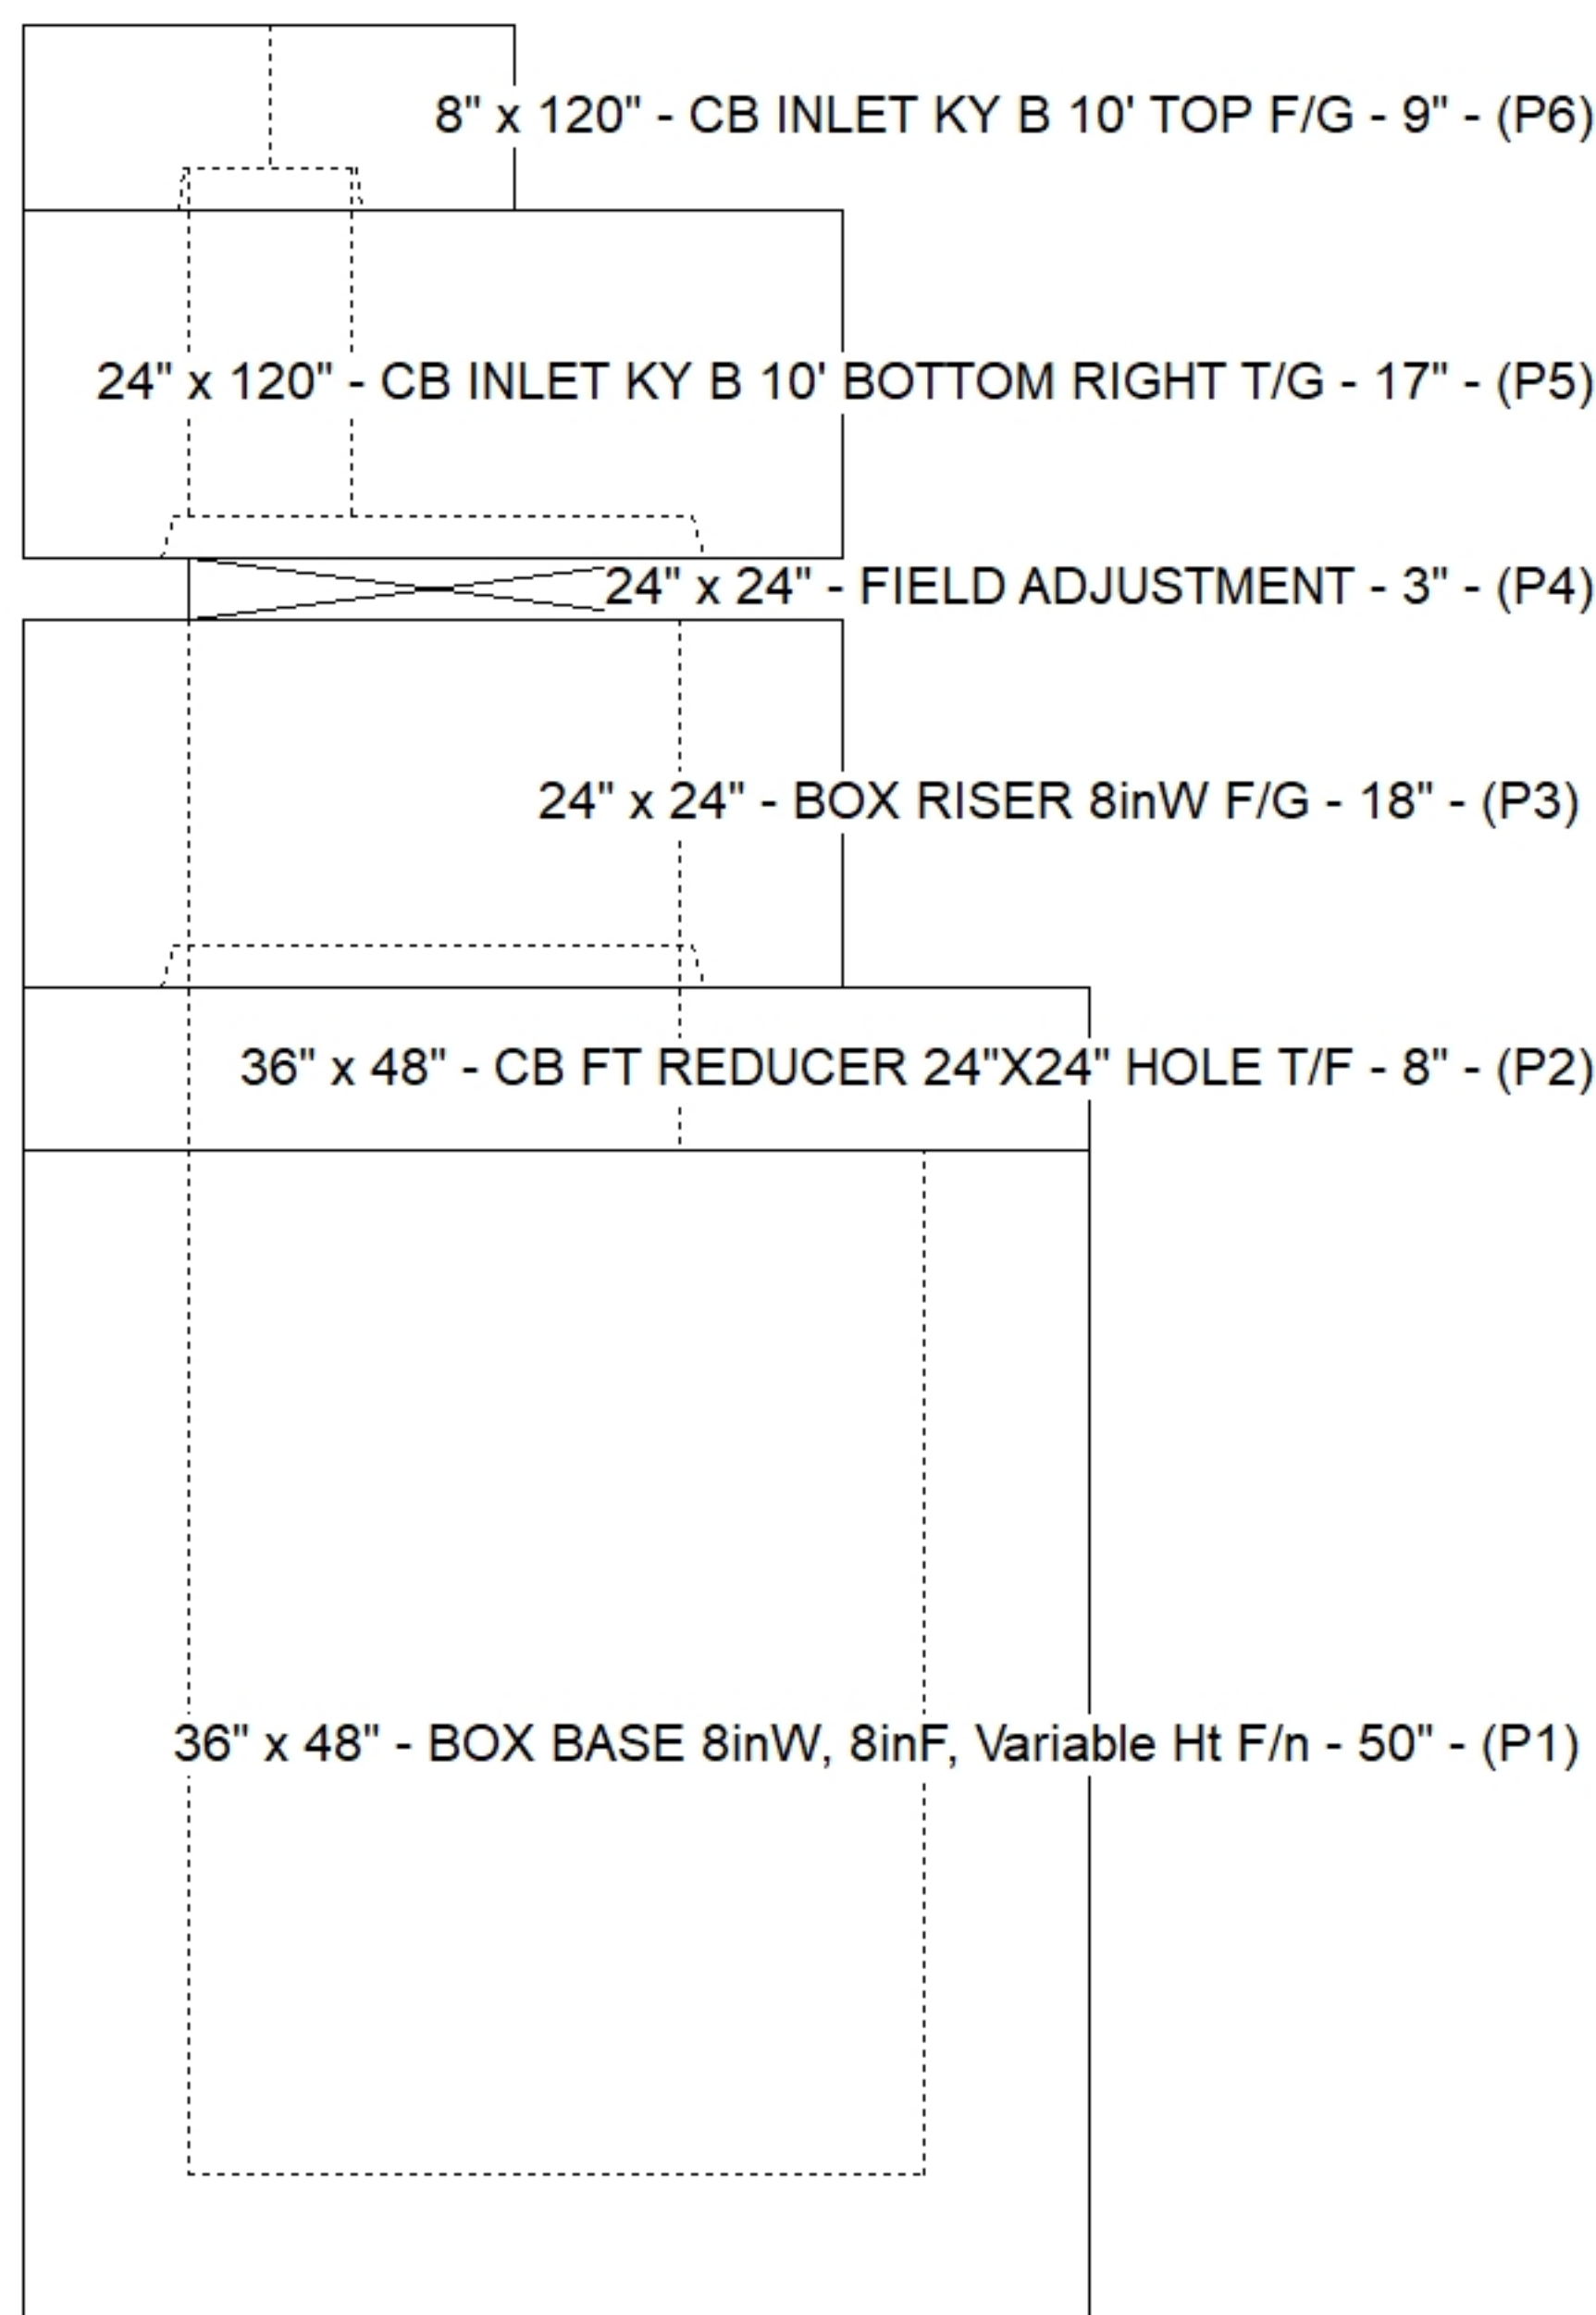 8" x 120" - CB INLET KY B 10' TOP F/G - 9" - (P6)
24" x 120" - CB INLET KY B 10' BOTTOM RIGHT T/G - 17" - (P5)
24" x 24" - FIELD ADJUSTMENT - 3" - (P4)
24" x 24" - BOX RISER 8inW F/G - 18" - (P3)
36" x 48" - CB FT REDUCER 24"X24" HOLE T/F - 8" - (P2)
36" x 48" - BOX BASE 8inW, 8inF, Variable Ht F/n - 50" - (P1)